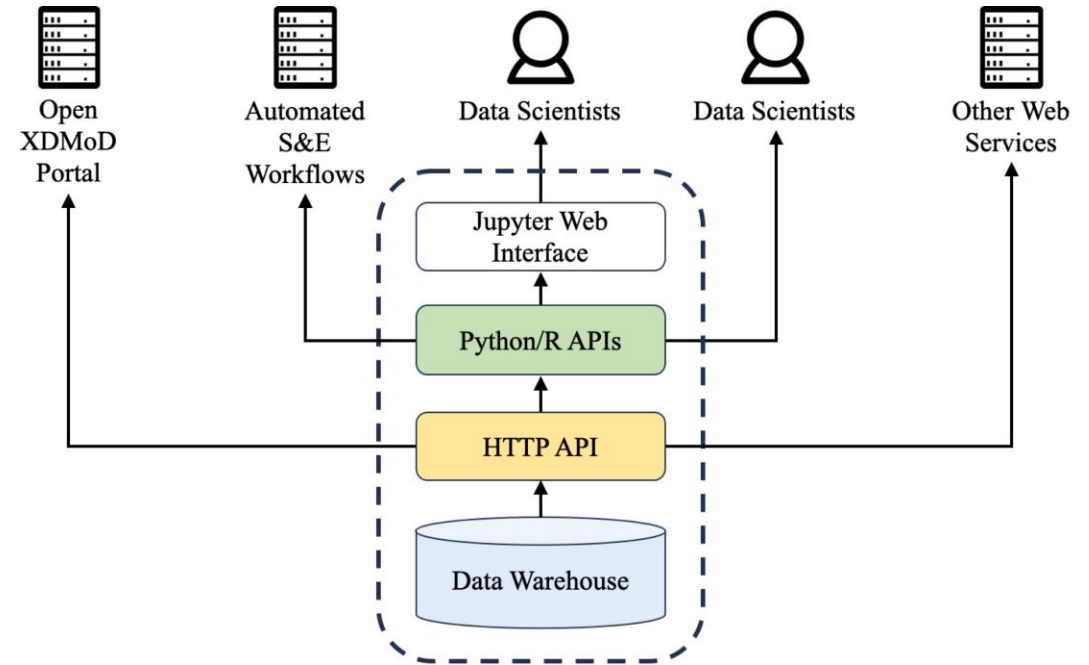 Open
XDMoD
Portal
Automated
S&E
Workflows
Data Scientists
Data Scientists
Other Web
Services
Jupyter Web
Interface
Python/R APIs
HTTP API
Data Warehouse